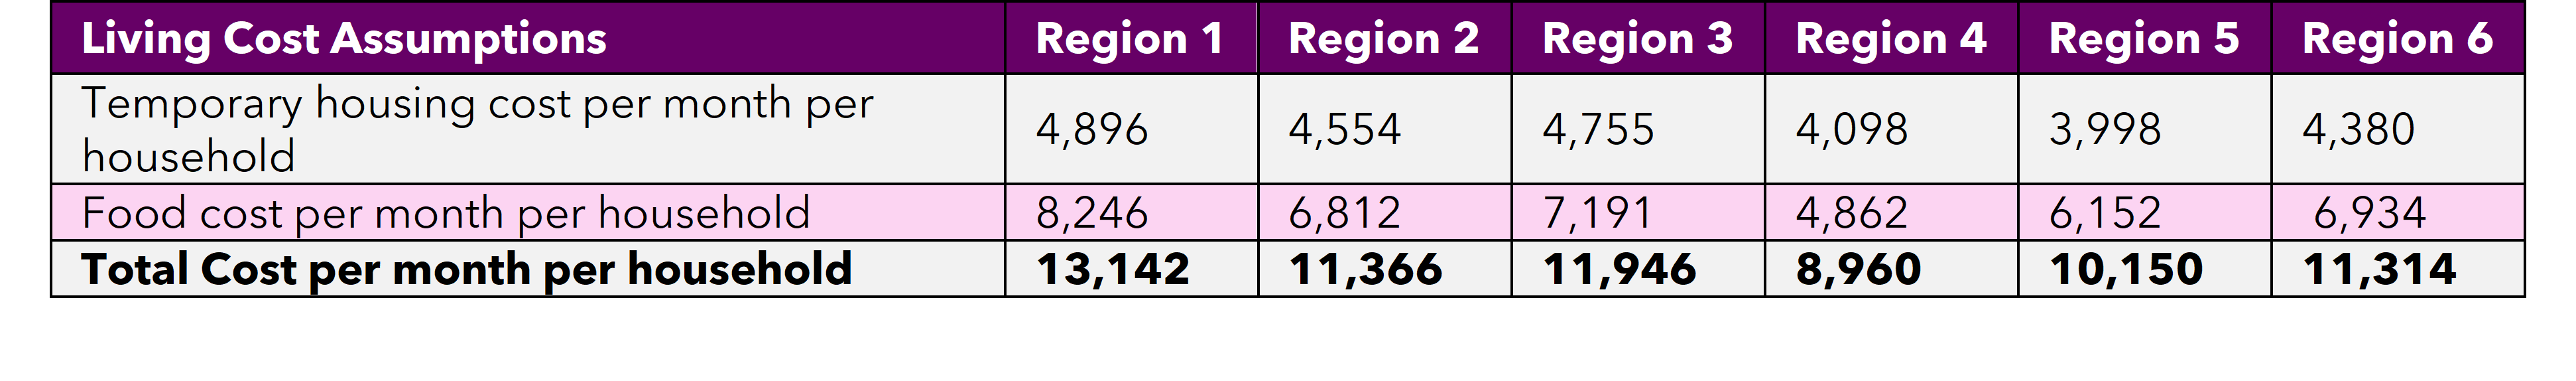 Living Cost Assumptions Region 1 Region 2 Region 3 Region 4 Region 5 Region 6
Temporary housing cost per month per
household 4,896 4,554 4,755 4,098 3,998 4,380
Food cost per month per household 8,246 6,812 7,191 4,862 6,152 6,934
Total Cost per month per household 13,142 11,366 11,946 8,960 10,150 11,314